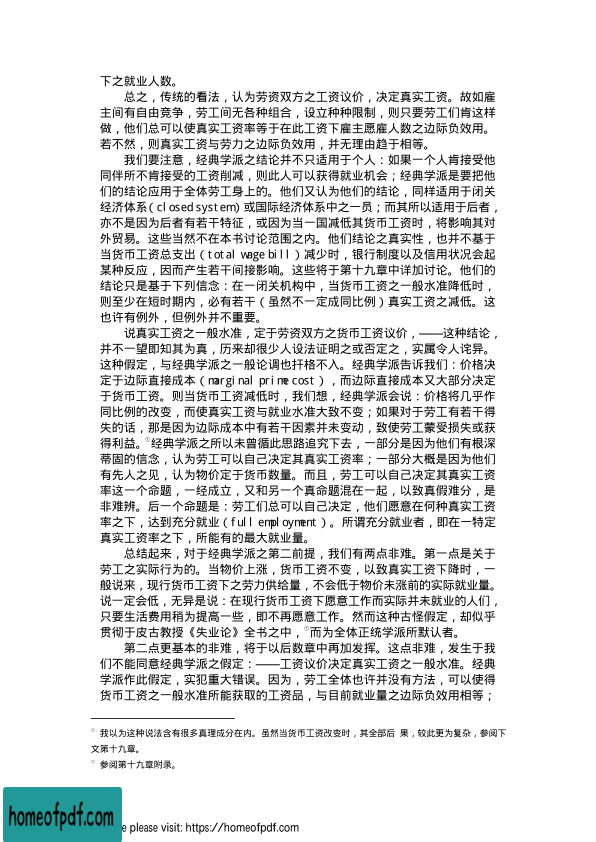 下之就业人数。
总之，传统的看法，认为劳资双方之工资议价，决定真实工资。故如雇
主间有自由竞争，劳工间无各种组合，设立种种限制，则只要劳工们肯这样
做，他们总可以使真实工资率等于在此工资下雇主愿雇人数之边际负效用。
若不然，则真实工资与劳力之边际负效用，并无理由趋于相等。
我们要注意，经典学派之结论并不只适用于个人：如果一个人肯接受他
同伴所不肯接受的工资削减，则此人可以获得就业机会；经典学派是要把他
们的结论应用于全体劳工身上的。他们又认为他们的结论，同样适用于闭关
经济体系（closed system）或国际经济体系中之一员；而其所以适用于后者，
亦不是因为后者有若干特征，或因为当一国减低其货币工资时，将影响其对
外贸易。这些当然不在本书讨论范围之内。他们结论之真实性，也并不基于
当货币工资总支出（total wage bill）减少时，银行制度以及信用状况会起
某种反应，因而产生若干间接影响。这些将于第十九章中详加讨论。他们的
结论只是基于下列信念：在一闭关机构中，当货币工资之一般水准降低时，
则至少在短时期内，必有若干（虽然不一定成同比例）真实工资之减低。这
也许有例外，但例外并不重要。
说真实工资之一般水准，定于劳资双方之货币工资议价，——这种结论，
并不一望即知其为真，历来却很少人设法证明之或否定之，实属令人诧异。
这种假定，与经典学派之一般论调也扞格不入。经典学派告诉我们：价格决
定于边际直接成本（marginal prime cost），而边际直接成本又大部分决定
于货币工资。则当货币工资减低时，我们想，经典学派会说：价格将几乎作
同比例的改变，而使真实工资与就业水准大致不变；如果对于劳工有若干得
失的话，那是因为边际成本中有若干因素并未变动，致使劳工蒙受损失或获
得利益。①经典学派之所以未曾循此思路追究下去，一部分是因为他们有根深
蒂固的信念，认为劳工可以自己决定其真实工资率；一部分大概是因为他们
有先人之见，认为物价定于货币数量。而且，劳工可以自己决定其真实工资
率这一个命题，一经成立，又和另一个真命题混在一起，以致真假难分，是
非难辨。后一个命题是：劳工们总可以自己决定，他们愿意在何种真实工资
率之下，达到充分就业（full employment）。所谓充分就业者，即在一特定
真实工资率之下，所能有的最大就业量。
总结起来，对于经典学派之第二前提，我们有两点非难。第一点是关于
劳工之实际行为的。当物价上涨，货币工资不变，以致真实工资下降时，一
般说来，现行货币工资下之劳力供给量，不会低于物价未涨前的实际就业量。
说一定会低，无异是说：在现行货币工资下愿意工作而实际并未就业的人们，
只要生活费用稍为提高一些，即不再愿意工作。然而这种古怪假定，却似乎
贯彻于皮古教授《失业论》全书之中，①而为全体正统学派所默认者。
第二点更基本的非难，将于以后数章中再加发挥。这点非难，发生于我
们不能同意经典学派之假定：——工资议价决定真实工资之一般水准。经典
学派作此假定，实犯重大错误。因为，劳工全体也许并没有方法，可以使得
货币工资之一般水准所能获取的工资品，与目前就业量之边际负效用相等；
① 我以为这种说法含有很多真理成分在内。虽然当货币工资改变时，其全部后 果，较此更为复杂，参阅下
文第十九章。
① 参阅第十九章附录。
homeofpdf.com
e please visit: https://homeofpdf.com